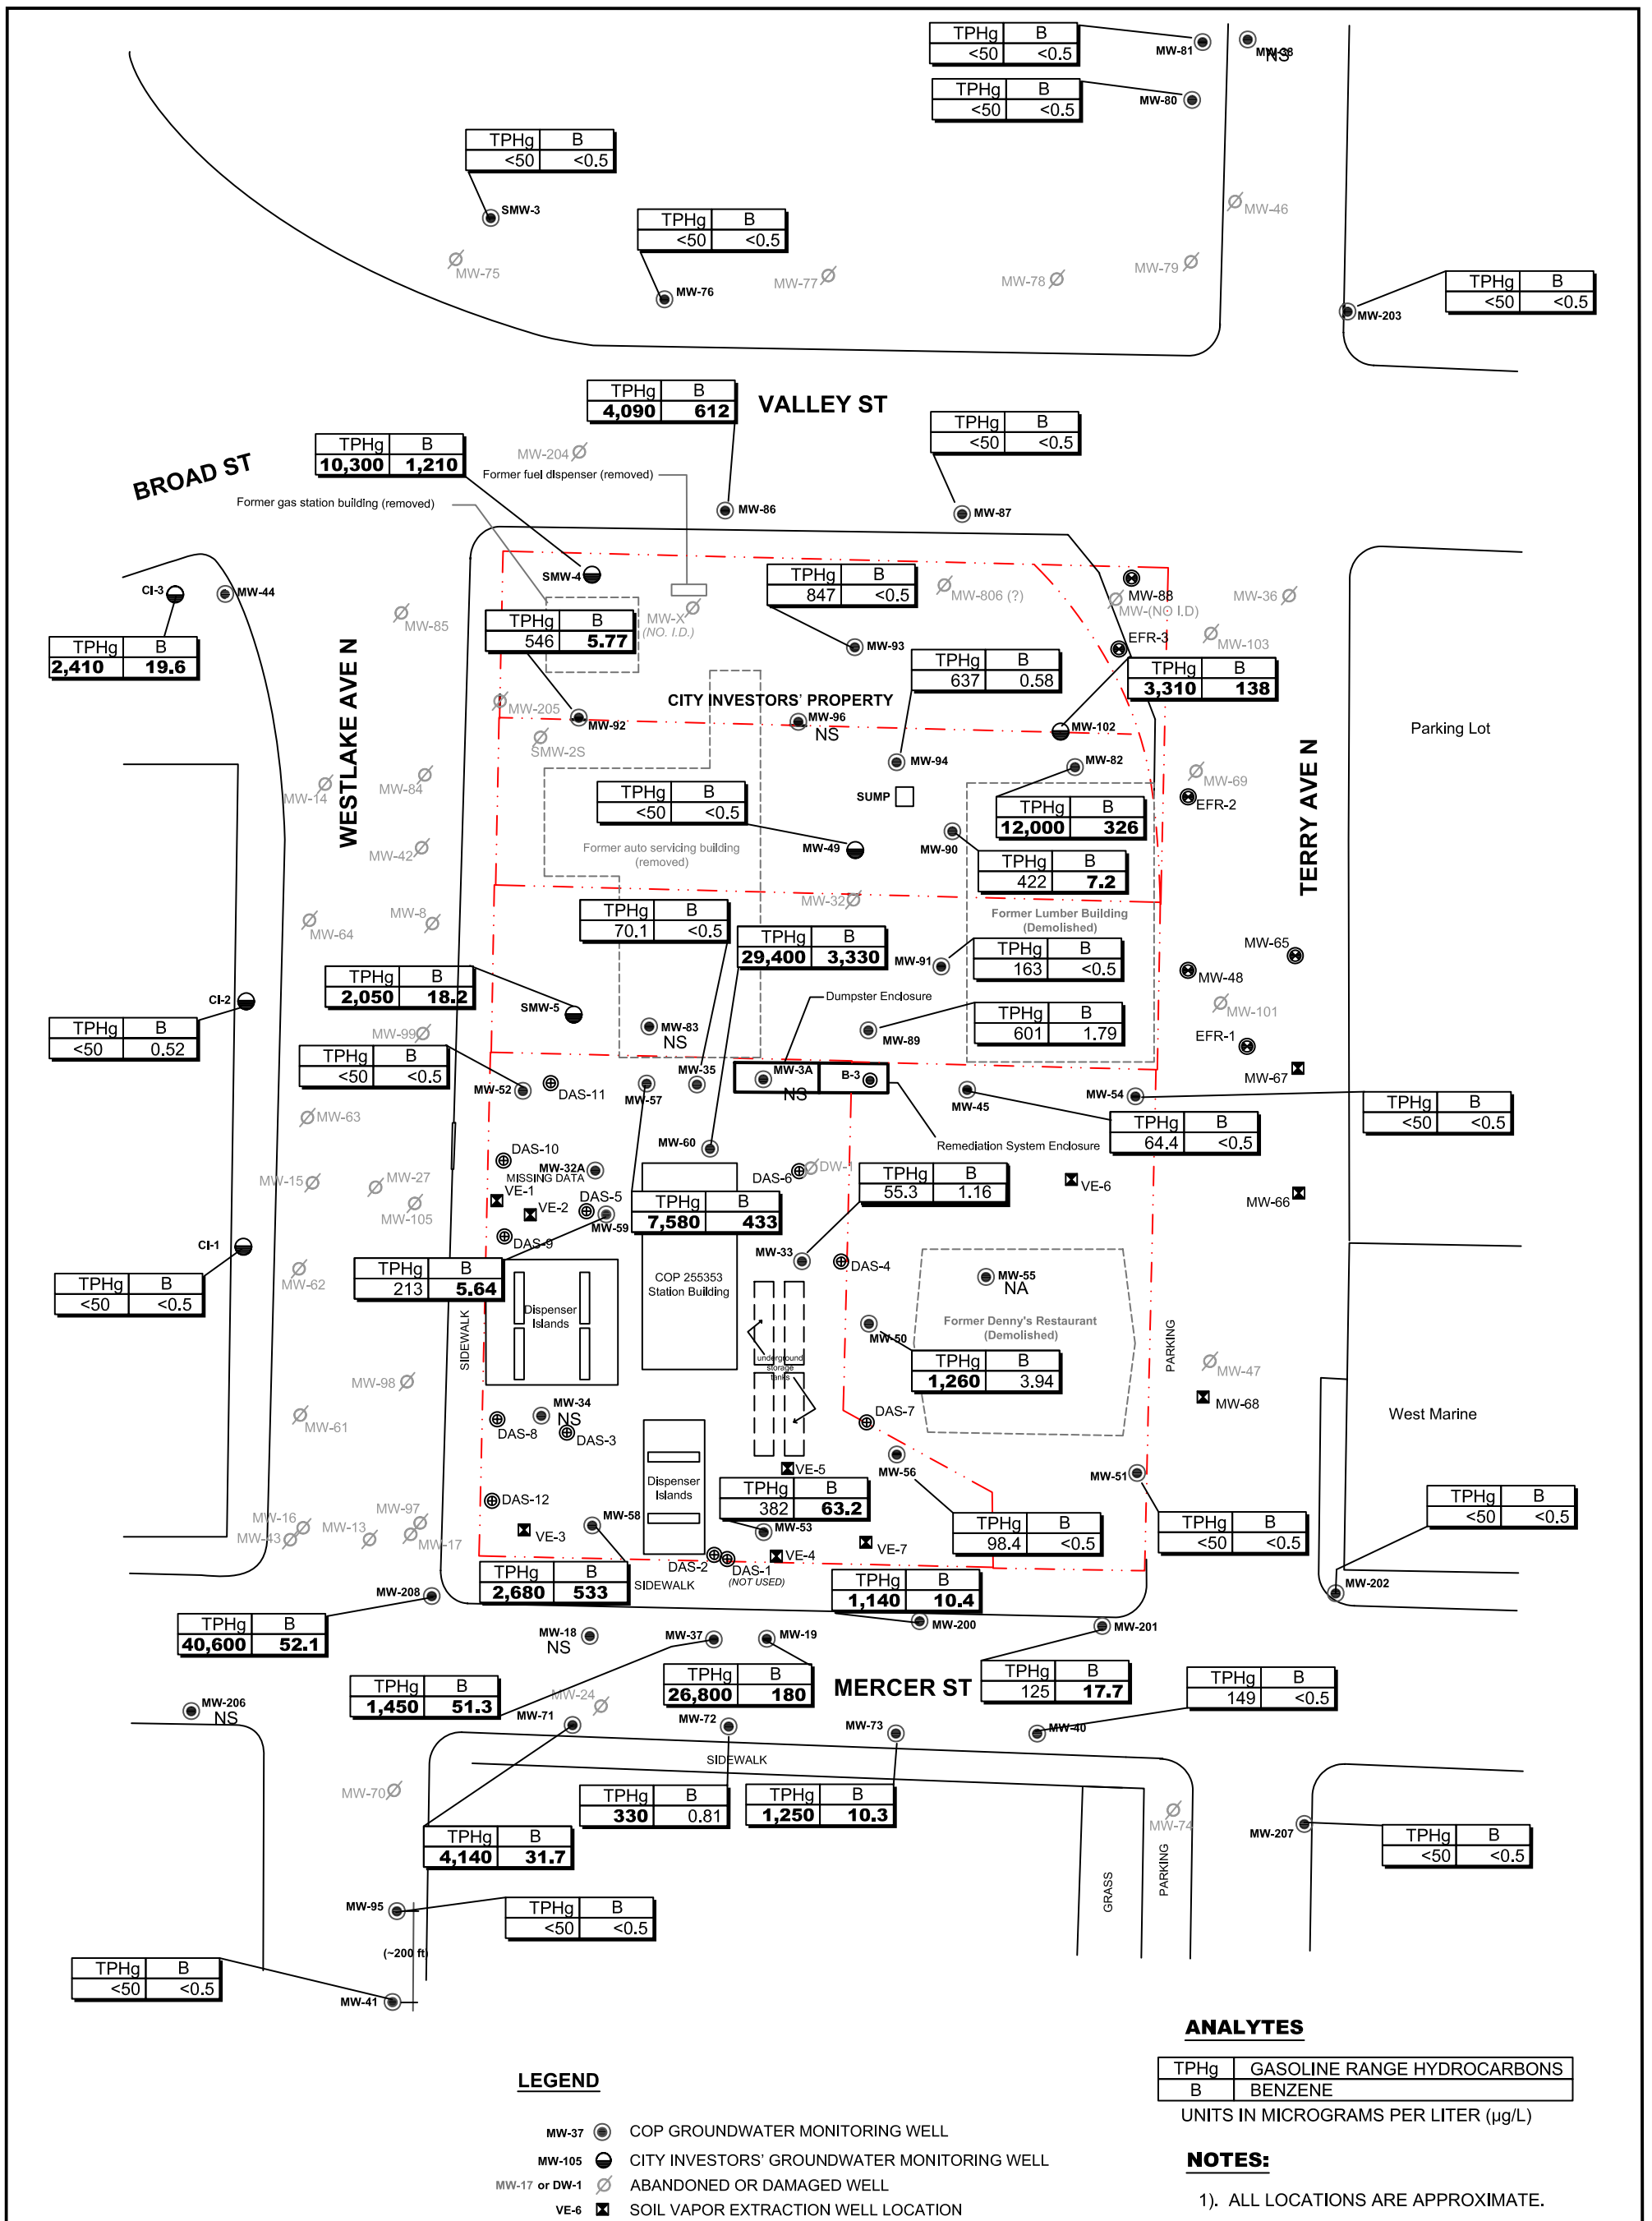 TPHg B
<50 <0.5
MW-81
MW-38
NS
TPHg B
<50 <0.5
MW-80
TPHg B
<50 <0.5
SMW-3
MW-46
TPHg B
<50 <0.5
MW-75
MW-76
MW-77
MW-78
MW-79
TPHg B
<50 <0.5
MW-203
TPHg B
4,090 612
VALLEY ST
TPHg B
<50 <0.5
TPHg B
10,300 1,210
BROAD ST
MW-204
Former fuel dispenser (removed)
Former gas station building (removed)
MW-86
MW-87
SMW-4
CI-3
MW-44
TPHg B
2,410 19.6
MW-85
TPHg B
546 5.77
MW-X
(NO. I.D.)
TPHg B
847 <0.5
MW-806 (?)
MW-88
MW-(NO I.D)
MW-36
MW-93
EFR-3
MW-103
TPHg B
637 0.58
TPHg B
3,310 138
CITY INVESTORS' PROPERTY
MW-205
MW-92
MW-96
NS
MW-102
SMW-2S
MW-94
MW-82
Parking Lot
WESTLAKE AVE N
TERRY AVE N
MW-14
MW-84
MW-69
SUMP
EFR-2
TPHg B
<50 <0.5
TPHg B
12,000 326
MW-42
Former auto servicing building
(removed)
MW-49
MW-90
TPHg B
422 7.2
MW-32
MW-64
MW-8
TPHg B
70.1 <0.5
Former Lumber Building
(Demolished)
TPHg B
29,400 3,330
MW-91
TPHg B
163 <0.5
MW-65
MW-48
TPHg B
2,050 18.2
CI-2
SMW-5
Dumpster Enclosure
MW-101
TPHg B
<50 0.52
MW-99
MW-83
NS
MW-89
TPHg B
601 1.79
EFR-1
TPHg B
<50 <0.5
MW-52
DAS-11
MW-57
MW-35
MW-3A
NS
B-3
MW-45
MW-54
MW-67
TPHg B
<50 <0.5
MW-63
MW-60
Remediation System Enclosure
TPHg B
64.4 <0.5
DAS-10
MW-32A
MISSING DATA
DAS-6
DW-1
MW-15
MW-27
MW-105
VE-1
VE-2
DAS-5
MW-59
TPHg B
7,580 433
TPHg B
55.3 1.16
VE-6
MW-66
CI-1
DAS-9
MW-33
DAS-4
TPHg B
<50 <0.5
MW-62
TPHg B
213 5.64
COP 255353
Station Building
MW-55
NA
Dispenser
Islands
SIDEWALK
MW-50
Former Denny's Restaurant
(Demolished)
PARKING
underground
storage
tanks
TPHg B
1,260 3.94
MW-47
MW-98
MW-68
MW-61
DAS-8
MW-34
NS
DAS-3
DAS-7
West Marine
MW-56
MW-51
VE-5
Dispenser
Islands
TPHg B
382 63.2
TPHg B
<50 <0.5
DAS-12
MW-16
MW-43
MW-13
MW-97
MW-17
VE-3
MW-58
MW-53
VE-7
TPHg B
98.4 <0.5
TPHg B
<50 <0.5
DAS-2
DAS-1
(NOT USED)
VE-4
TPHg B
2,680 533
SIDEWALK
TPHg B
1,140 10.4
MW-202
MW-208
TPHg B
40,600 52.1
MW-18
NS
MW-37
MW-19
MW-200
MW-201
TPHg B
1,450 51.3
TPHg B
26,800 180
MERCER ST
TPHg B
125 17.7
TPHg B
149 <0.5
MW-206
NS
MW-24
MW-71
MW-72
MW-73
MW-40
SIDEWALK
MW-70
TPHg B
330 0.81
TPHg B
1,250 10.3
MW-74
MW-207
TPHg B
<50 <0.5
TPHg B
4,140 31.7
GRASS
PARKING
MW-95
TPHg B
<50 <0.5
(~200 ft)
TPHg B
<50 <0.5
MW-41
ANALYTES
TPHg GASOLINE RANGE HYDROCARBONS
B BENZENE
UNITS IN MICROGRAMS PER LITER (µg/L)
LEGEND
MW-37 COP GROUNDWATER MONITORING WELL
MW-105 CITY INVESTORS' GROUNDWATER MONITORING WELL
MW-17 or DW-1 ABANDONED OR DAMAGED WELL
VE-6 SOIL VAPOR EXTRACTION WELL LOCATION
NOTES:
1). ALL LOCATIONS ARE APPROXIMATE.